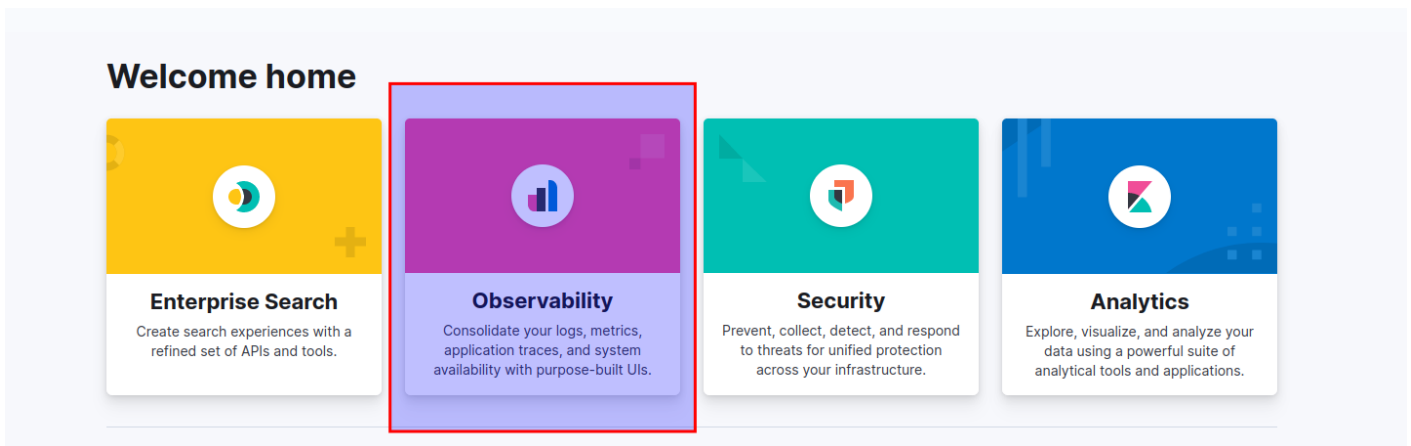 Welcome home
Enterprise Search
Create search experiences with a
refined set of APIs and tools.
Observability
Consolidate your logs, metrics,
application traces, and system
availability with purpose-built UIs.
Security
Prevent, collect, detect, and respond
to threats for unified protection
across your infrastructure.
Analytics
Explore, visualize, and analyze your
data using a powerful suite of
analytical tools and applications.